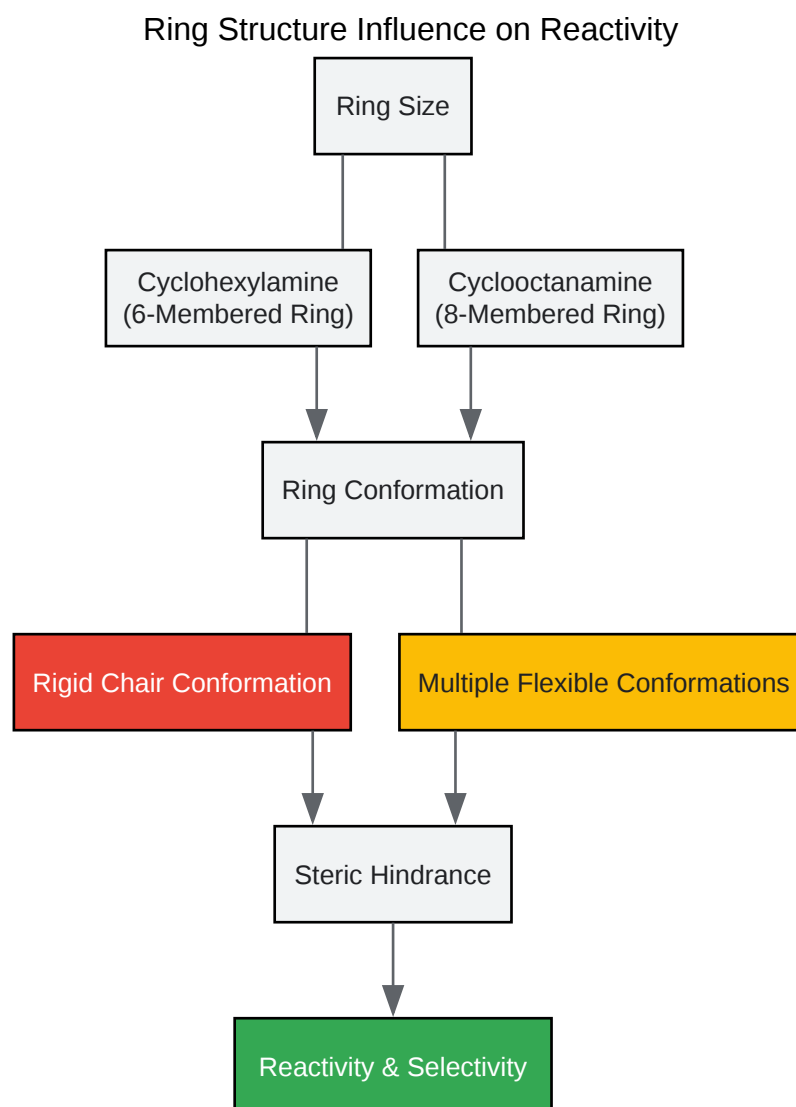 Ring Structure Influence on Reactivity
Ring Size
Cyclohexylamine
(6-Membered Ring)
Cyclooctanamine
(8-Membered Ring)
Ring Conformation
Rigid Chair Conformation
Multiple Flexible Conformations
Steric Hindrance
Reactivity & Selectivity